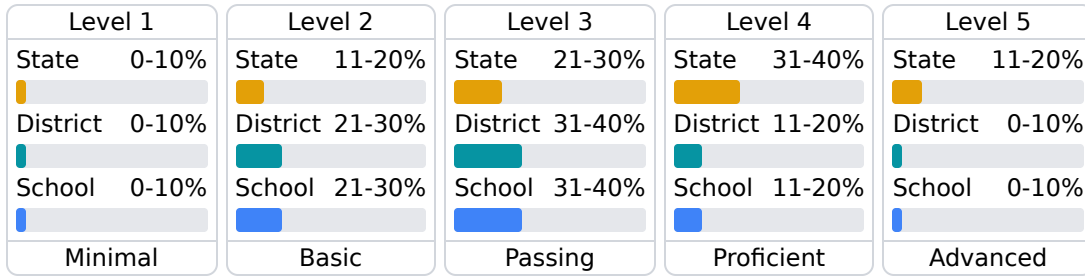 Level 1
State 0-10%
District 0-10%
School 0-10%
Minimal
Level 2
State 11-20%
District 21-30%
School 21-30%
Basic
Level 3
State 21-30%
District 31-40%
School 31-40%
Passing
Level 4
State 31-40%
District 11-20%
School 11-20%
Proficient
Level 5
State 11-20%
District 0-10%
School 0-10%
Advanced